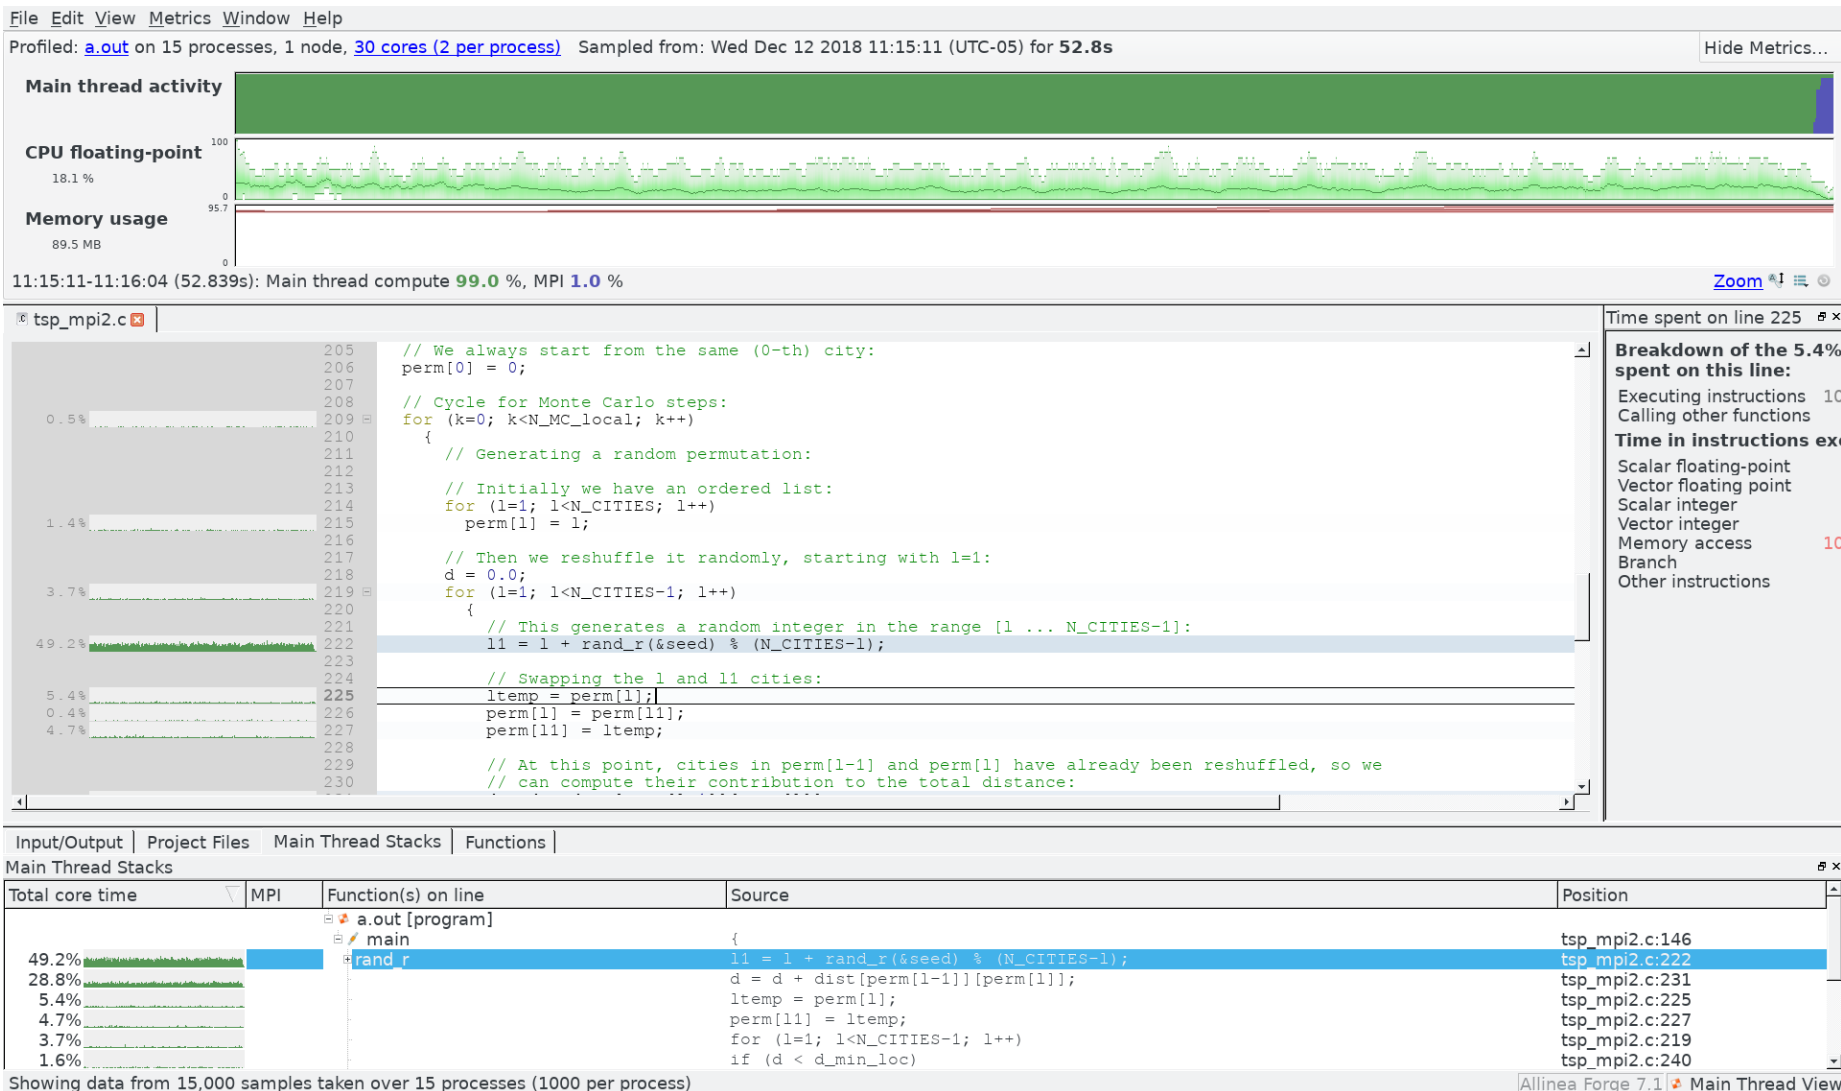 File Edit View Metrics Window Help
Profiled: a.out on 15 processes, 1 node, 30 cores (2 per process) Sampled from: Wed Dec 12 2018 11:15:11 (UTC-05) for 52.8s Hide Metrics...
Main thread activity
CPU floating-point
18.1 %
100
0
Memory usage
89.5 MB
95.7
0
11:15:11-11:16:04 (52.839s): Main thread compute 99.0 %, MPI 1.0 % Zoom
tsp_mpi2.c
205 // We always start from the same (0-th) city:
206 perm[0] = 0;
207
208 // Cycle for Monte Carlo steps:
0.5% 209 for (k=0; k<N_MC_local; k++)
210 {
211 // Generating a random permutation:
212
213 // Initially we have an ordered list:
214 for (l=1; l<N_CITIES; l++)
1.4% 215 perm[l] = l;
216
217 // Then we reshuffle it randomly, starting with l=1:
218 d = 0.0;
3.7% 219 for (l=1; l<N_CITIES-1; l++)
220 {
221 // This generates a random integer in the range [l ... N_CITIES-1]:
49.2% 222 l1 = l + rand_r(&seed) % (N_CITIES-l);
223
224 // Swapping the l and l1 cities:
5.4% 225 ltemp = perm[l];
0.4% 226 perm[l] = perm[l1];
4.7% 227 perm[l1] = ltemp;
228
229 // At this point, cities in perm[l-1] and perm[l] have already been reshuffled, so we
230 // can compute their contribution to the total distance:
Time spent on line 225
Breakdown of the 5.4%
spent on this line:
Executing instructions 10
Calling other functions
Time in instructions exe
Scalar floating-point
Vector floating point
Scalar integer
Vector integer
Memory access 10
Branch
Other instructions
Input/Output Project Files Main Thread Stacks Functions
Main Thread Stacks
Total core time MPI Function(s) on line Source Position
a.out [program]
main { tsp_mpi2.c:146
49.2% rand_r l1 = l + rand_r(&seed) % (N_CITIES-l); tsp_mpi2.c:222
28.8% d = d + dist[perm[l-1]][perm[l]]; tsp_mpi2.c:231
5.4% ltemp = perm[l]; tsp_mpi2.c:225
4.7% perm[l1] = ltemp; tsp_mpi2.c:227
3.7% for (l=1; l<N_CITIES-1; l++) tsp_mpi2.c:219
1.6% if (d < d_min_loc) tsp_mpi2.c:240
Showing data from 15,000 samples taken over 15 processes (1000 per process) Allinea Forge 7.1 Main Thread View